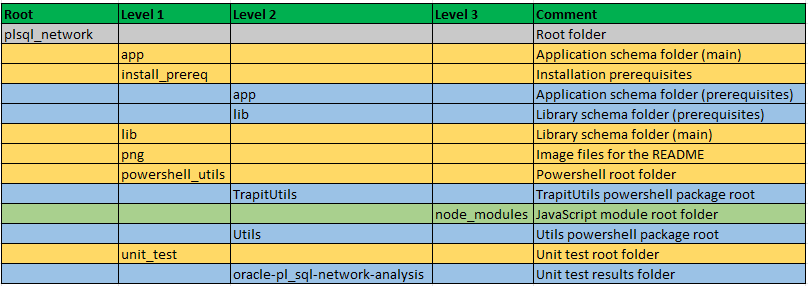 Root Level 1 Level 2 Level 3 Comment
plsql_network Root folder
app Application schema folder (main)
install_prereq Installation prerequisites
app Application schema folder (prerequisites)
lib Library schema folder (prerequisites)
lib Library schema folder (main)
png Image files for the README
powershell_utils Powershell root folder
TrapitUtils TrapitUtils powershell package root
node_modules JavaScript module root folder
Utils Utils powershell package root
unit_test Unit test root folder
oracle-pl_sql-network-analysis Unit test results folder